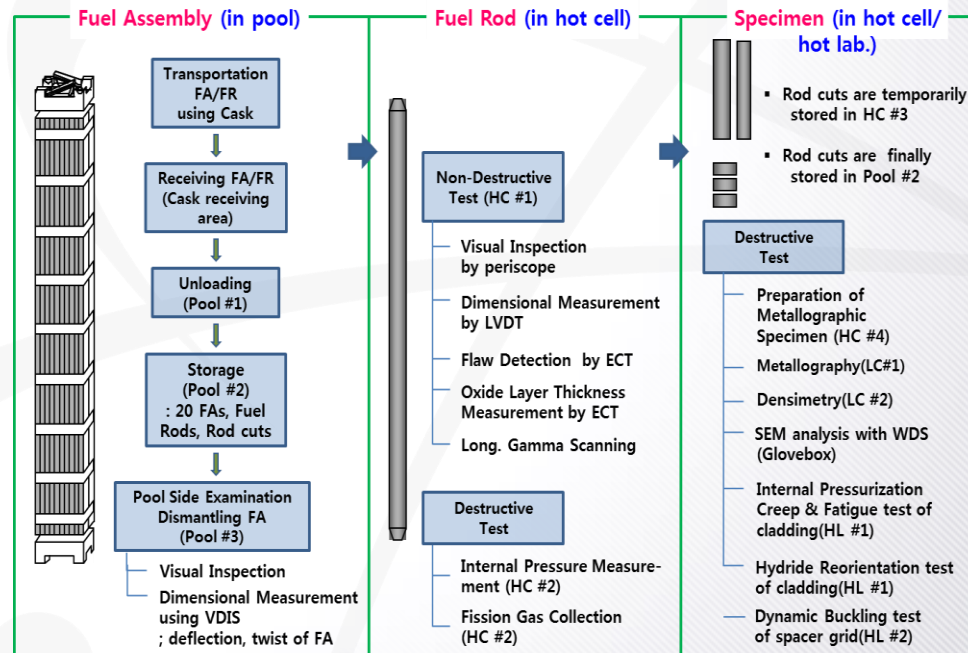 Fuel Assembly (in pool)
Transportation
FA/FR
using Cask
Receiving FA/FR
(Cask receiving
area)
Unloading
(Pool #1)
Storage
(Pool #2)
: 20 FAs, Fuel
Rods, Rod cuts
Pool Side Examination
Dismantling FA
(Pool #3)
Visual Inspection
Dimensional Measurement
using VDIS
; deflection, twist of FA
Fuel Rod (in hot cell)
Non-Destructive
Test (HC #1)
Visual Inspection
by periscope
Dimensional Measurement
by LVDT
Flaw Detection by ECT
Oxide Layer Thickness
Measurement by ECT
Long. Gamma Scanning
Destructive
Test
Internal Pressure Measure-
ment (HC #2)
Fission Gas Collection
(HC #2)
Specimen (in hot cell/
hot lab.)
▪ Rod cuts are temporarily
stored in HC #3
▪ Rod cuts are finally
stored in Pool #2
Destructive
Test
Preparation of
Metallographic
Specimen
(HC #4)
Metallography(LC#1)
Densimetry(LC #2)
SEM analysis with WDS
(Glovebox)
Internal Pressurization
Creep & Fatigue test of
cladding(HL #1)
Hydride Reorientation test
of cladding(HL #1)
Dynamic Buckling test
of spacer grid(HL #2)